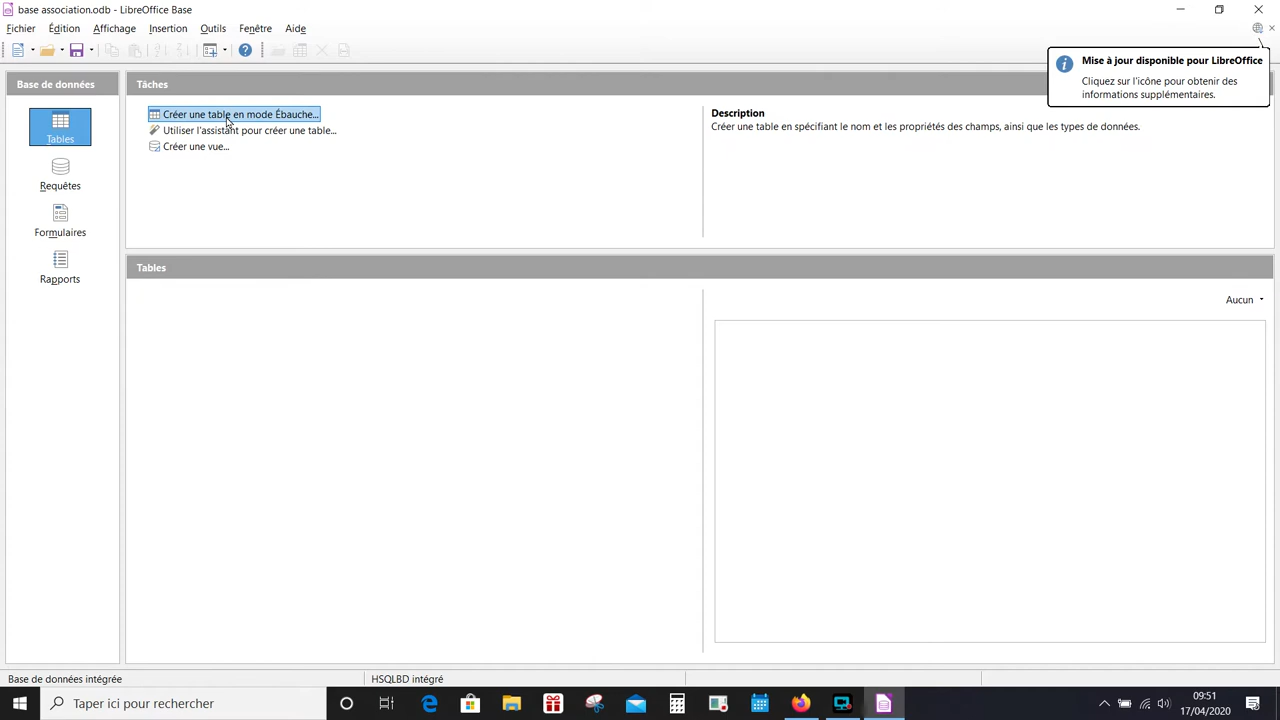 base association.odb - LibreOffice Base
Fichier Édition Affichage Insertion Outils Fenêtre Aide
Mise à jour disponible pour LibreOffice
Cliquez sur l'icône pour obtenir des
informations supplémentaires.
Base de données
Tables
Requêtes
Formulaires
Rapports
Tâches
Créer une table en mode Ébauche...
Utiliser l'assistant pour créer une table...
Créer une vue...
Description
Créer une table en spécifiant le nom et les propriétés des champs, ainsi que les types de données.
Tables
Aucun
Base de données intégrée
HSQLBD intégré
Taper ici pour rechercher
09:51
17/04/2020